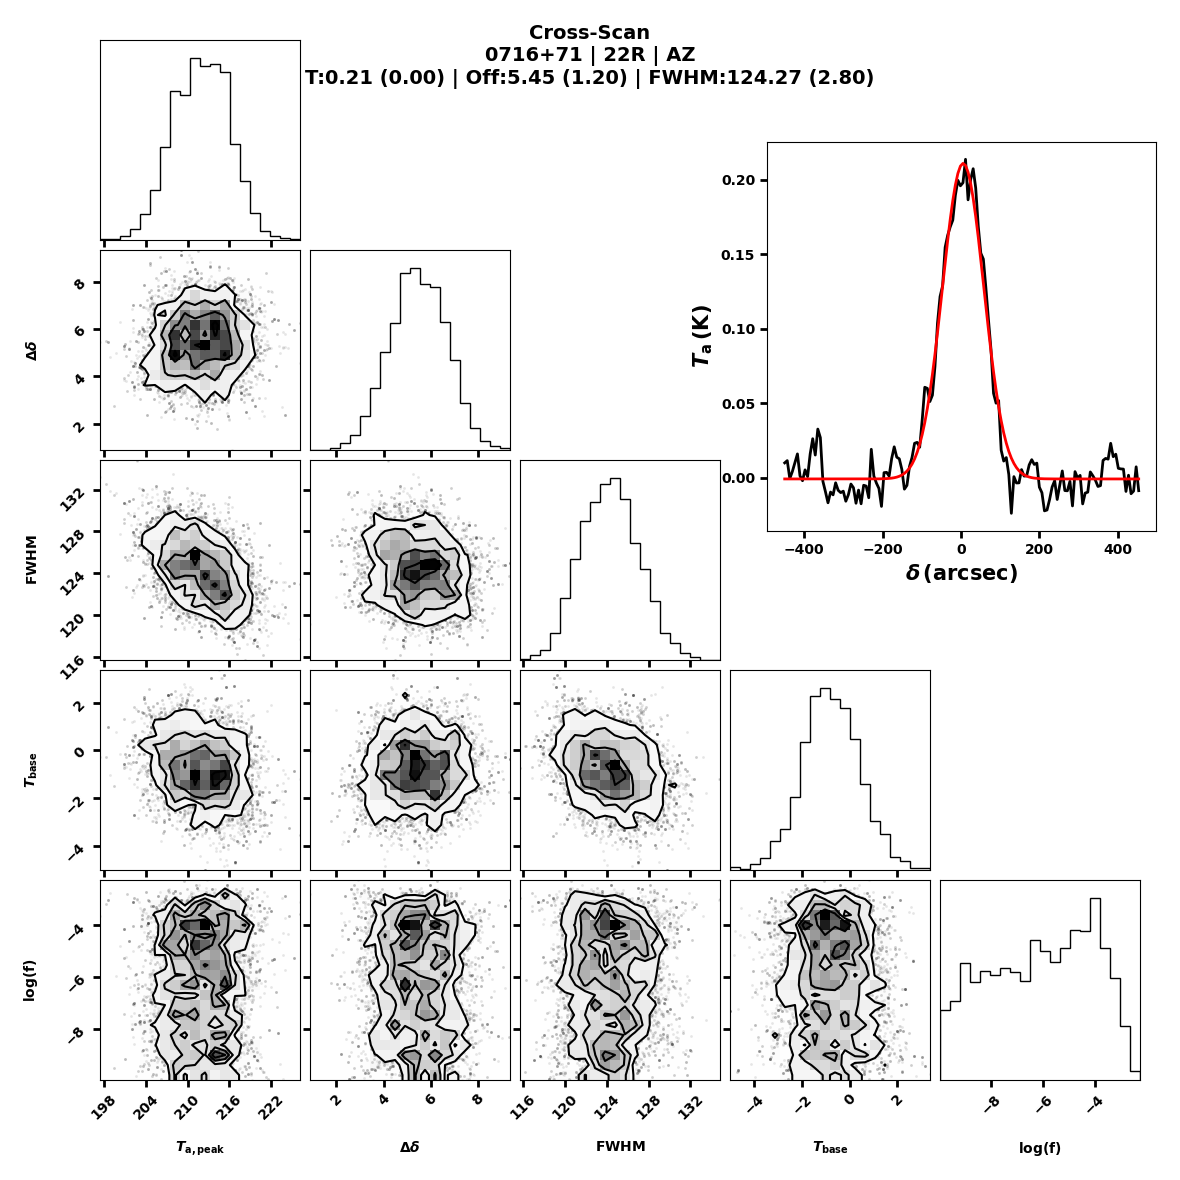 Cross-Scan
0716+71 | 22R | AZ
T:0.21 (0.00) | Off:5.45 (1.20) | FWHM:124.27 (2.80)
0.20
0.15
0.10
0.05
0.00
Ta (K)
−400 −200 0 200 400
δ (arcsec)
8
6
4
2
Δδ
132
128
124
120
116
FWHM
2
0
−2
−4
Tbase
−4
−6
−8
log(f)
198 204 210 216 222
2 4 6 8
116 120 124 128 132
−4 −2 0 2
−8 −6 −4
Ta,peak
Δδ
FWHM
Tbase
log(f)